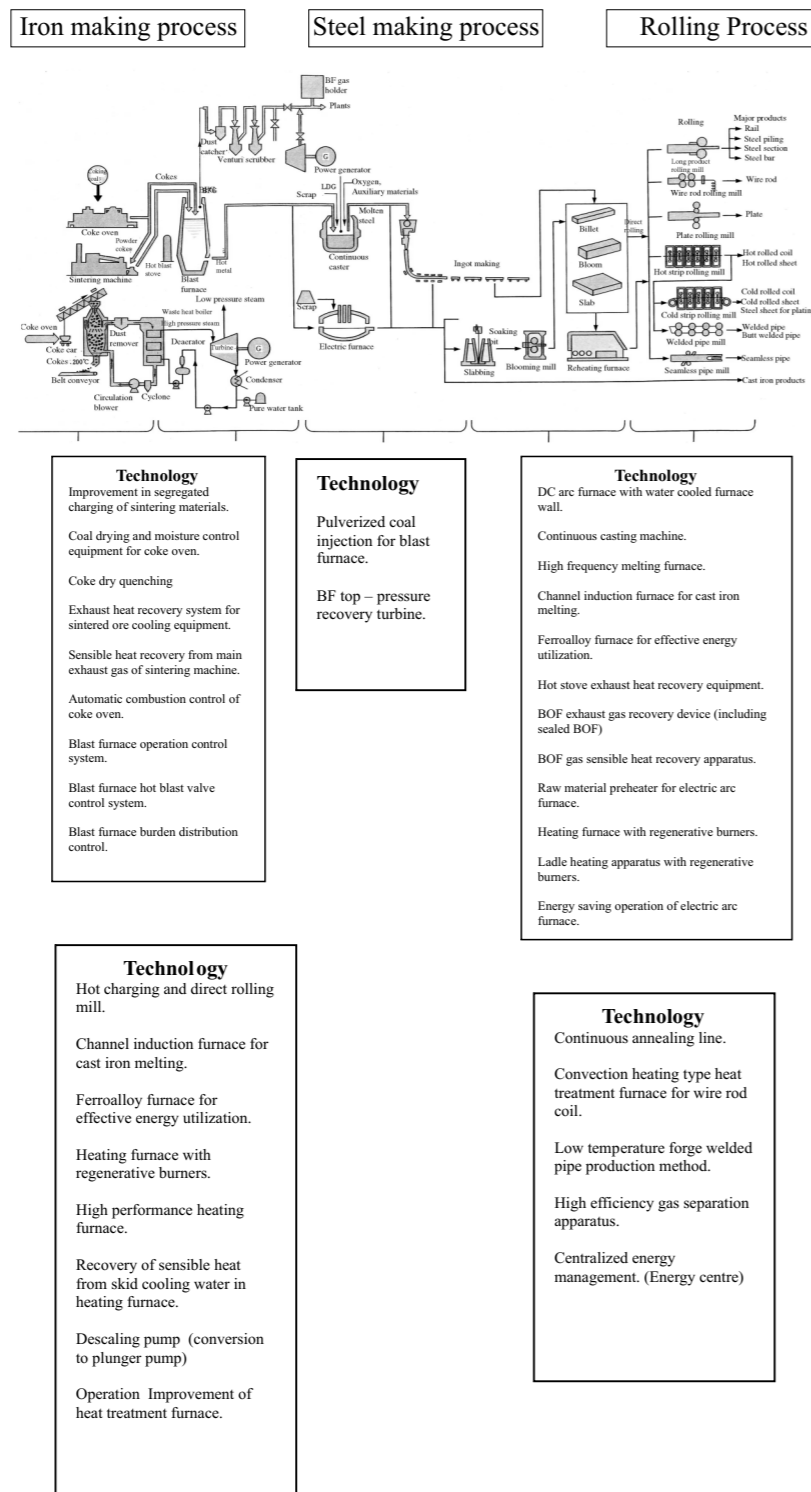 Iron making process
Steel making process
Rolling Process
BF gas
holder
Plants
Dust
catcher
Venturi scrubber
G
Power generator
Cokes
Coke oven
Powder
cokes
Sintering machine
Hot blast
stove
Blast
furnace
Hot
metal
LDG
Scrap
Oxygen,
Auxiliary materials
Molten
steel
Continuous
caster
Ingot making
Scrap
Electric furnace
Soaking
pit
Slabbing
Blooming mill
Billet
Bloom
Slab
Reheating furnace
Direct
rolling
Rolling
Long product
rolling mill
Wire rod rolling mill
Plate rolling mill
Hot strip rolling mill
Cold strip rolling mill
Welded pipe mill
Seamless pipe mill
Major products
Rail
Steel piling
Steel section
Steel bar
Wire rod
Plate
Hot rolled coil
Hot rolled sheet
Cold rolled coil
Cold rolled sheet
Steel sheet for platin
Welded pipe
Butt welded pipe
Seamless pipe
Cast iron products
Coke oven
Coke car
Cokes : 200℃
Belt conveyor
Dust
remover
Circulation
blower
Cyclone
Waste heat boiler
High pressure steam
Low pressure steam
Deaerator
Turbine
G
Power generator
Condenser
Pure water tank
Technology
Improvement in segregated
charging of sintering materials.
Coal drying and moisture control
equipment for coke oven.
Coke dry quenching
Exhaust heat recovery system for
sintered ore cooling equipment.
Sensible heat recovery from main
exhaust gas of sintering machine.
Automatic combustion control of
coke oven.
Blast furnace operation control
system.
Blast furnace hot blast valve
control system.
Blast furnace burden distribution
control.
Technology
Pulverized coal
injection for blast
furnace.
BF top – pressure
recovery turbine.
Technology
DC arc furnace with water cooled furnace
wall.
Continuous casting machine.
High frequency melting furnace.
Channel induction furnace for cast iron
melting.
Ferroalloy furnace for effective energy
utilization.
Hot stove exhaust heat recovery equipment.
BOF exhaust gas recovery device (including
sealed BOF)
BOF gas sensible heat recovery apparatus.
Raw material preheater for electric arc
furnace.
Heating furnace with regenerative burners.
Ladle heating apparatus with regenerative
burners.
Energy saving operation of electric arc
furnace.
Technology
Hot charging and direct rolling
mill.
Channel induction furnace for
cast iron melting.
Ferroalloy furnace for
effective energy utilization.
Heating furnace with
regenerative burners.
High performance heating
furnace.
Recovery of sensible heat
from skid cooling water in
heating furnace.
Descaling pump (conversion
to plunger pump)
Operation Improvement of
heat treatment furnace.
Technology
Continuous annealing line.
Convection heating type heat
treatment furnace for wire rod
coil.
Low temperature forge welded
pipe production method.
High efficiency gas separation
apparatus.
Centralized energy
management. (Energy centre)